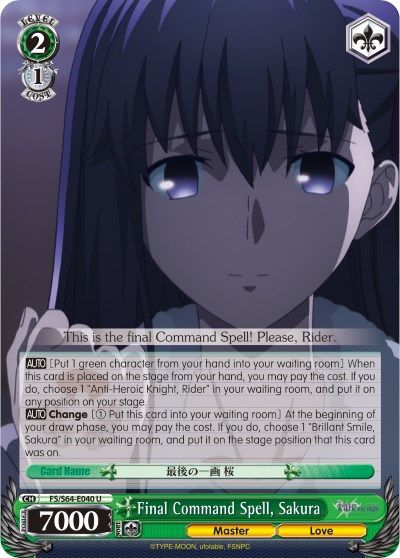 LEVEL
2
1
COST
This is the final Command Spell! Please, Rider.
AUTO [Put 1 green character from your hand into your waiting room] When
this card is placed on the stage from your hand, you may pay the cost. If you
do, choose 1 "Anti-Heroic Knight, Rider" in your waiting room, and put it on
any position on your stage.
AUTO Change [① Put this card into your waiting room] At the beginning of
your draw phase, you may pay the cost. If you do, choose 1 "Brilliant Smile,
Sakura" in your waiting room, and put it on the stage position that this card
was on.
Card Name 最後の一画 桜
CH FS/S64-E040 U
POWER 7000
Final Command Spell, Sakura
Master Love
©TYPE-MOON, ufotable, FSNPC